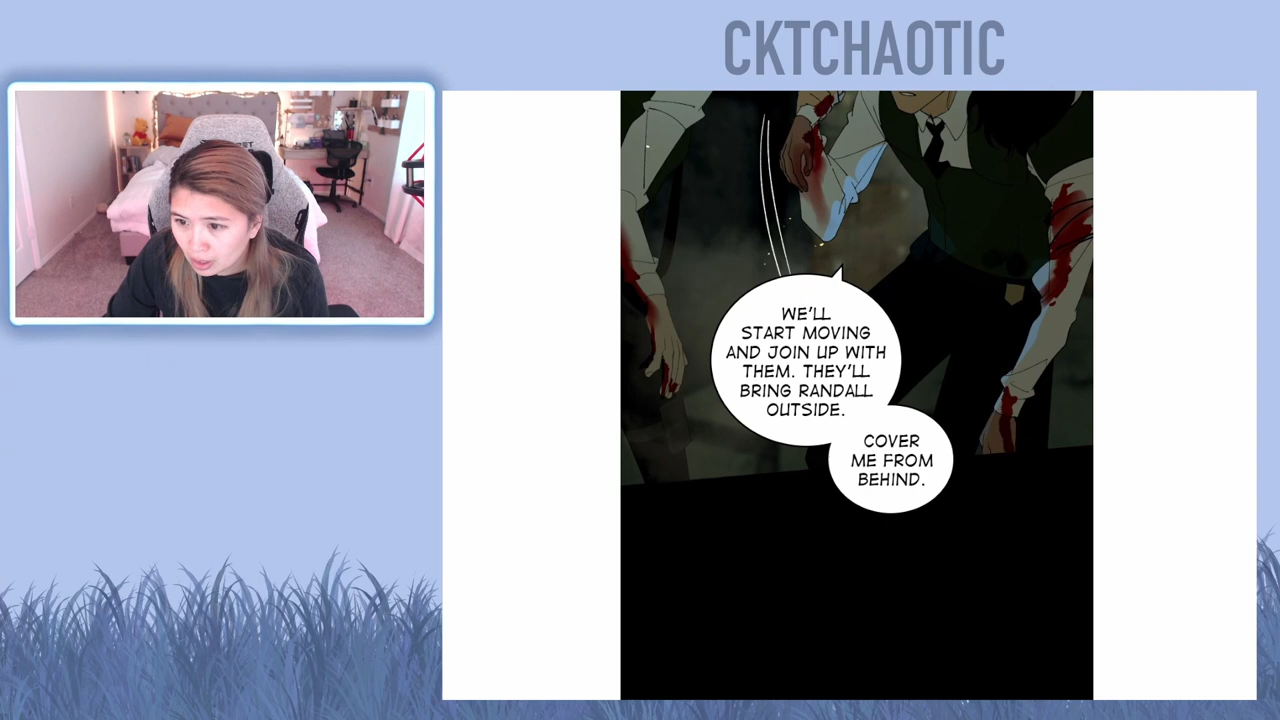 CKTCHAOTIC
WE'LL
START MOVING
AND JOIN UP WITH
THEM. THEY'LL
BRING RANDALL
OUTSIDE.
COVER
ME FROM
BEHIND.